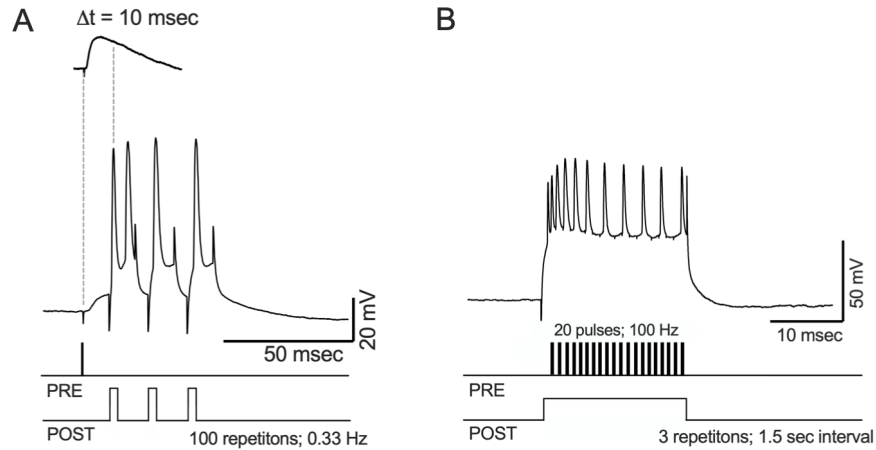 A
Δt = 10 msec
20 mV
50 msec
PRE
POST
100 repetitons; 0.33 Hz
B
50 mV
10 msec
20 pulses; 100 Hz
PRE
POST
3 repetitons; 1.5 sec interval